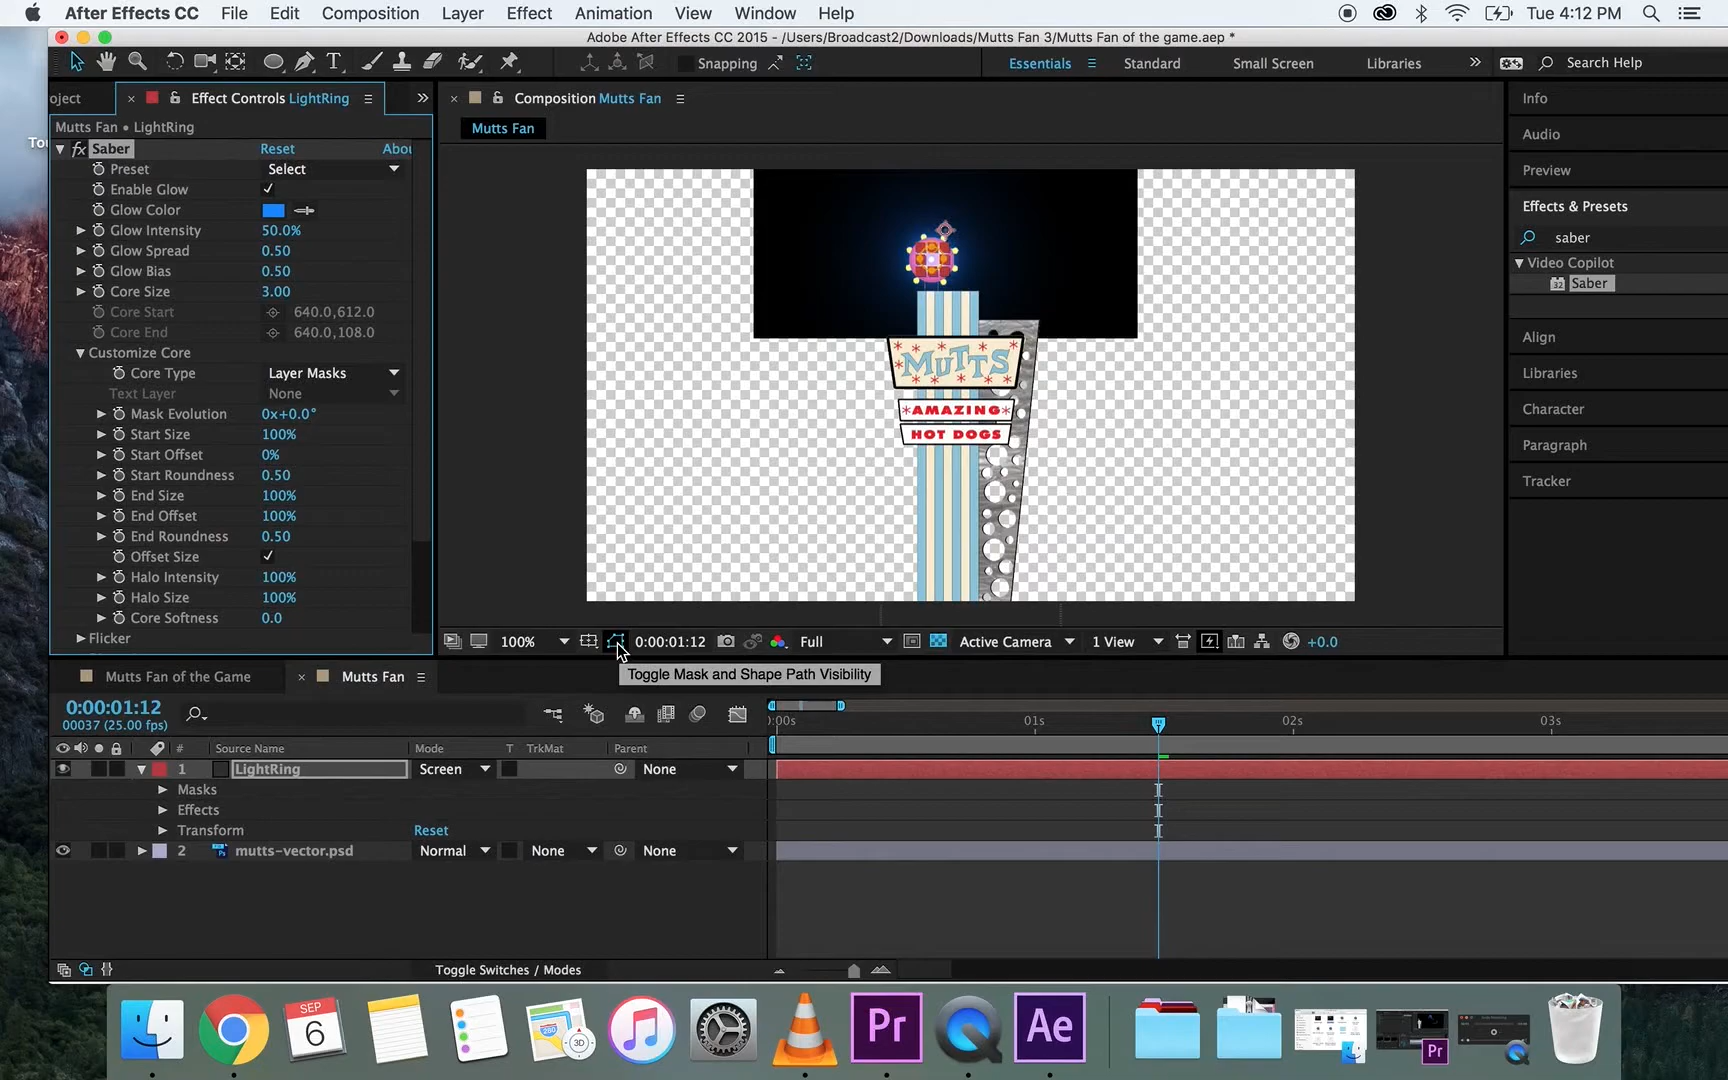 After Effects CC File Edit Composition Layer Effect Animation View Window Help Tue 4:12 PM
Adobe After Effects CC 2015 - /Users/Broadcast2/Downloads/Mutts Fan 3/Mutts Fan of the game.aep *
T Snapping Essentials Standard Small Screen Libraries Search Help
oject Effect Controls LightRing
Mutts Fan • LightRing
fx Saber Reset Abou
Preset Select
Enable Glow
Glow Color
Glow Intensity 50.0%
Glow Spread 0.50
Glow Bias 0.50
Core Size 3.00
Core Start 640.0,612.0
Core End 640.0,108.0
Customize Core
Core Type Layer Masks
Text Layer None
Mask Evolution 0x+0.0°
Start Size 100%
Start Offset 0%
Start Roundness 0.50
End Size 100%
End Offset 100%
End Roundness 0.50
Offset Size
Halo Intensity 100%
Halo Size 100%
Core Softness 0.0
Flicker
Composition Mutts Fan
Mutts Fan
MUTTS
*AMAZING*
HOT DOGS
100% 0:00:01:12 Full Active Camera 1 View +0.0
Toggle Mask and Shape Path Visibility
Info
Audio
Preview
Effects & Presets
saber
Video Copilot
32 Saber
Align
Libraries
Character
Paragraph
Tracker
Mutts Fan of the Game Mutts Fan
0:00:01:12
00037 (25.00 fps)
:00s 01s 02s 03s
# Source Name Mode T TrkMat Parent
1 LightRing Screen None
Masks
Effects
Transform Reset
2 mutts-vector.psd Normal None None
Toggle Switches / Modes
SEP
6
280
3D
Pr
Ae
Pr